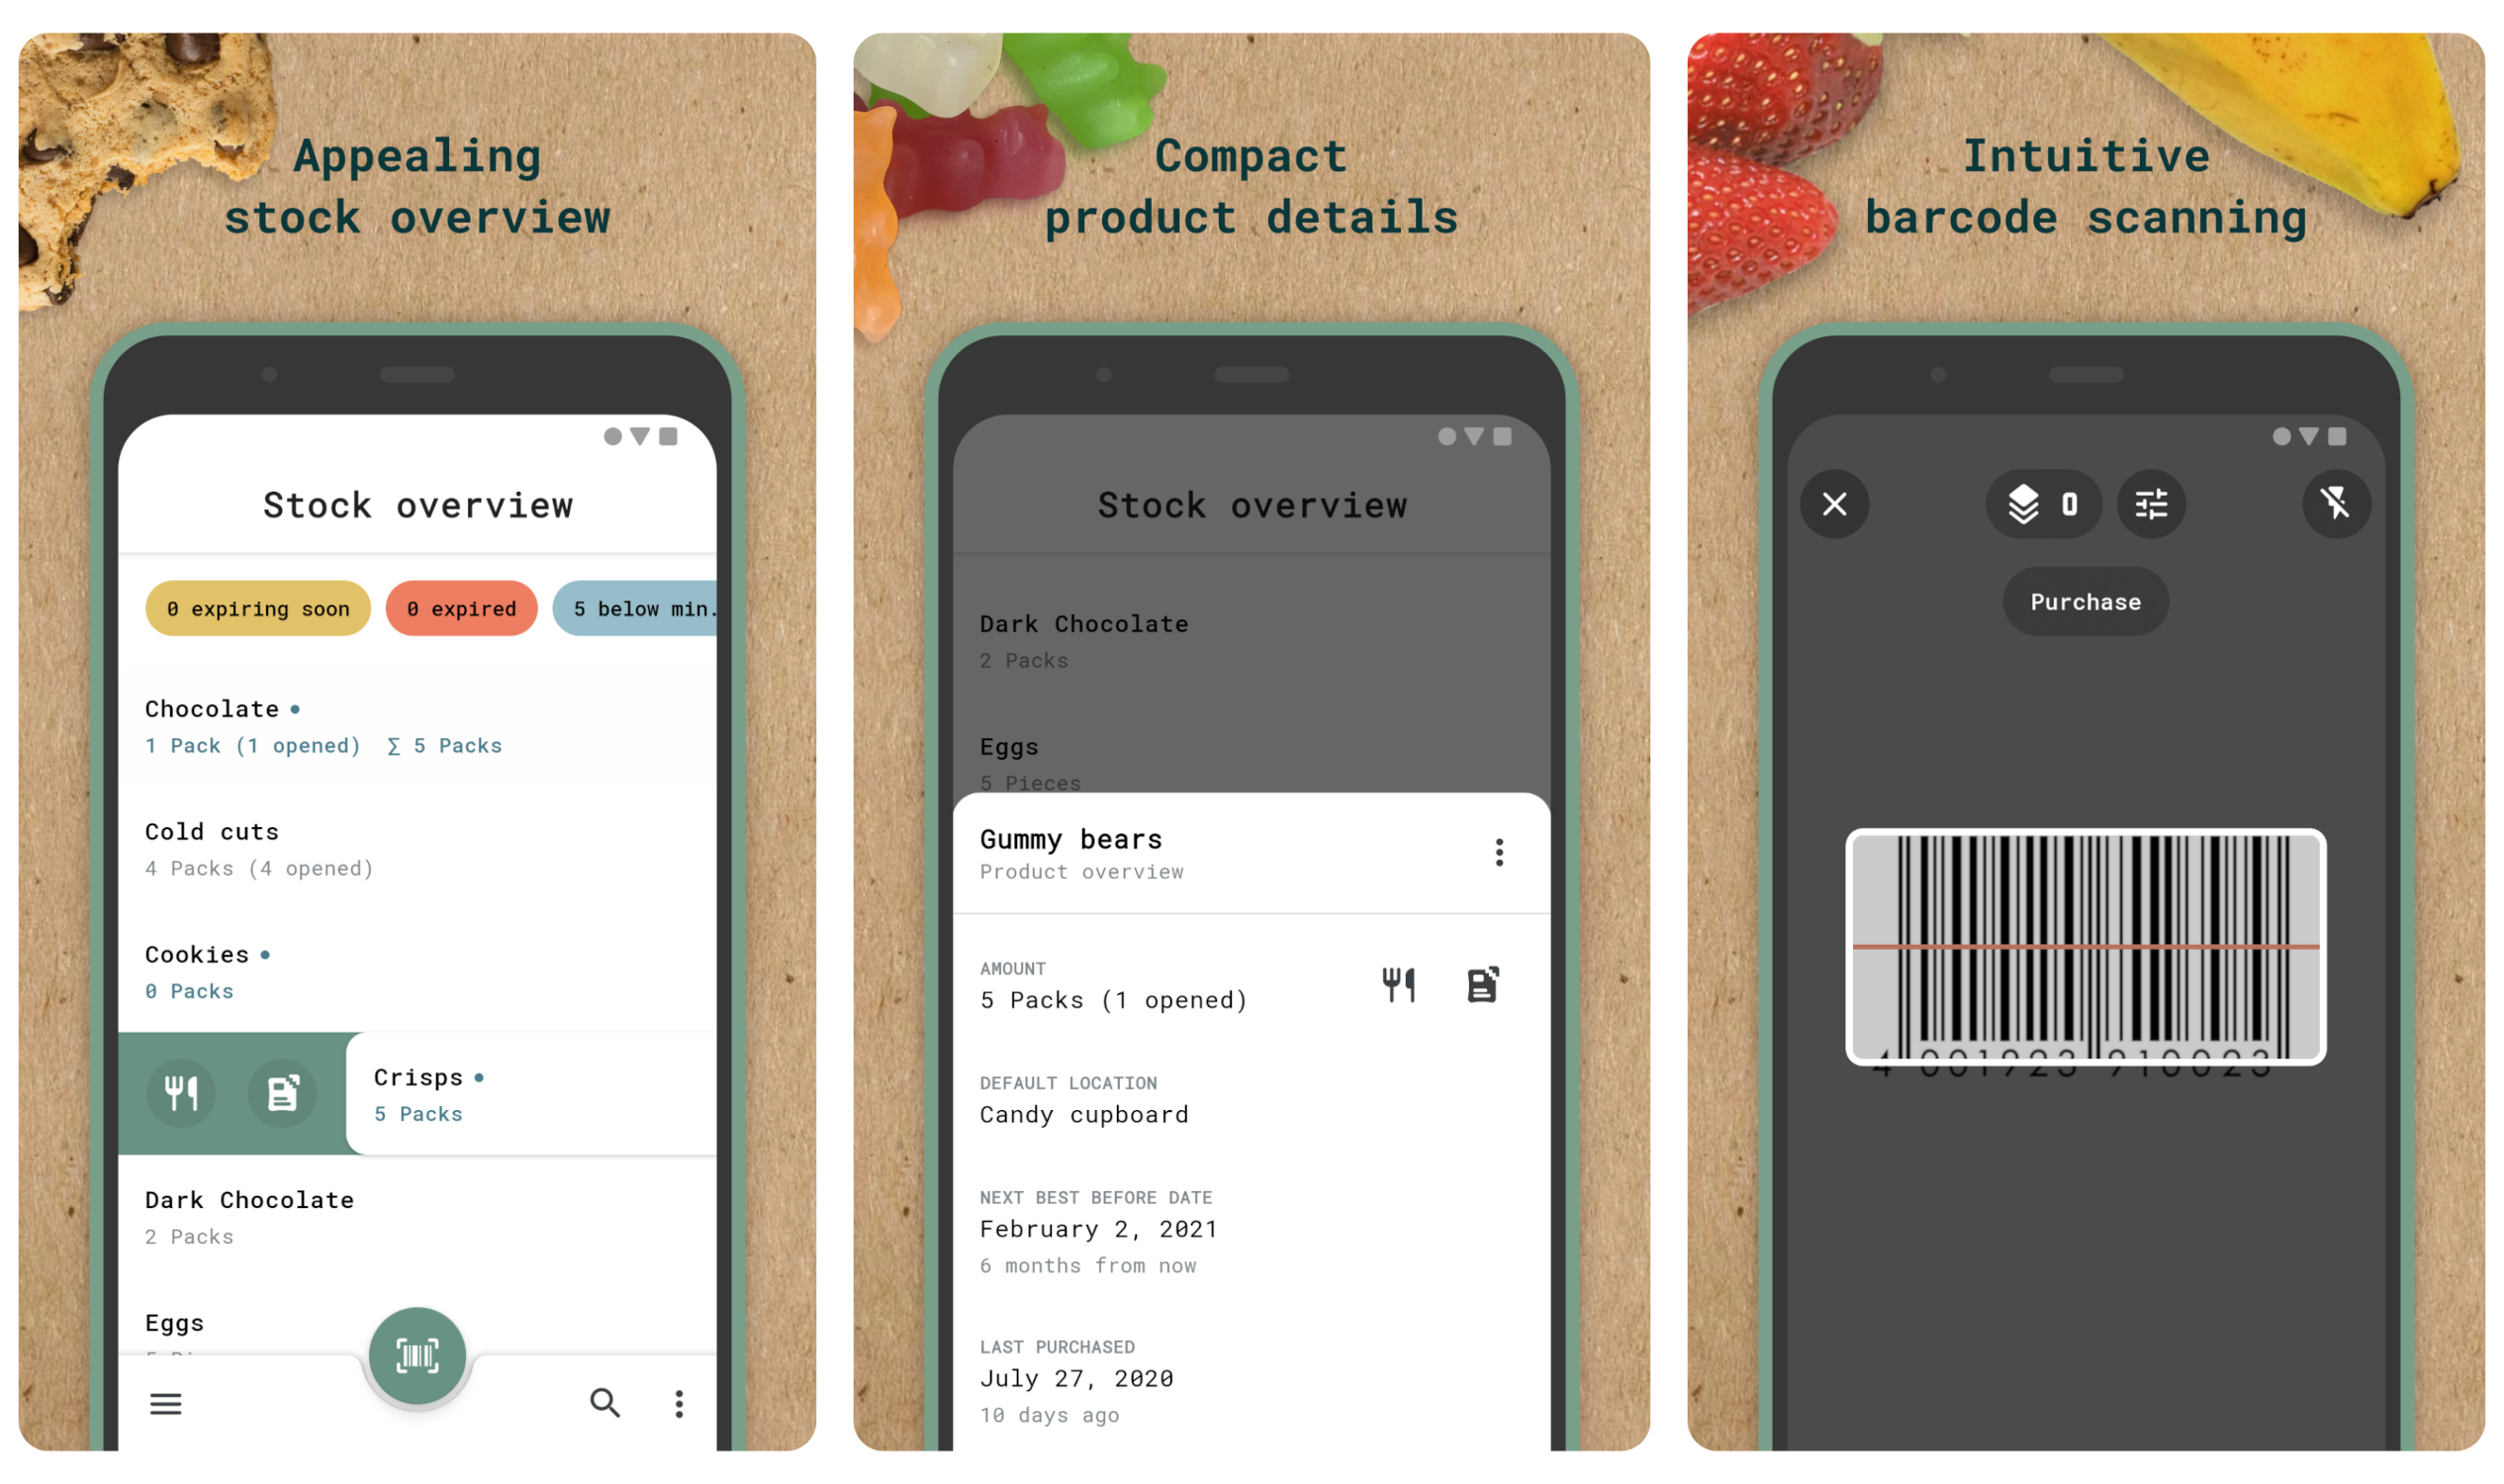 Appealing
stock overview
Stock overview
0 expiring soon
0 expired
5 below min.
Chocolate
1 Pack (1 opened) ∑ 5 Packs
Cold cuts
4 Packs (4 opened)
Cookies
0 Packs
Crisps
5 Packs
Dark Chocolate
2 Packs
Eggs
Compact
product details
Stock overview
Dark Chocolate
2 Packs
Eggs
5 Pieces
Gummy bears
Product overview
AMOUNT
5 Packs (1 opened)
DEFAULT LOCATION
Candy cupboard
NEXT BEST BEFORE DATE
February 2, 2021
6 months from now
LAST PURCHASED
July 27, 2020
10 days ago
Intuitive
barcode scanning
0
Purchase
4 001923 910023